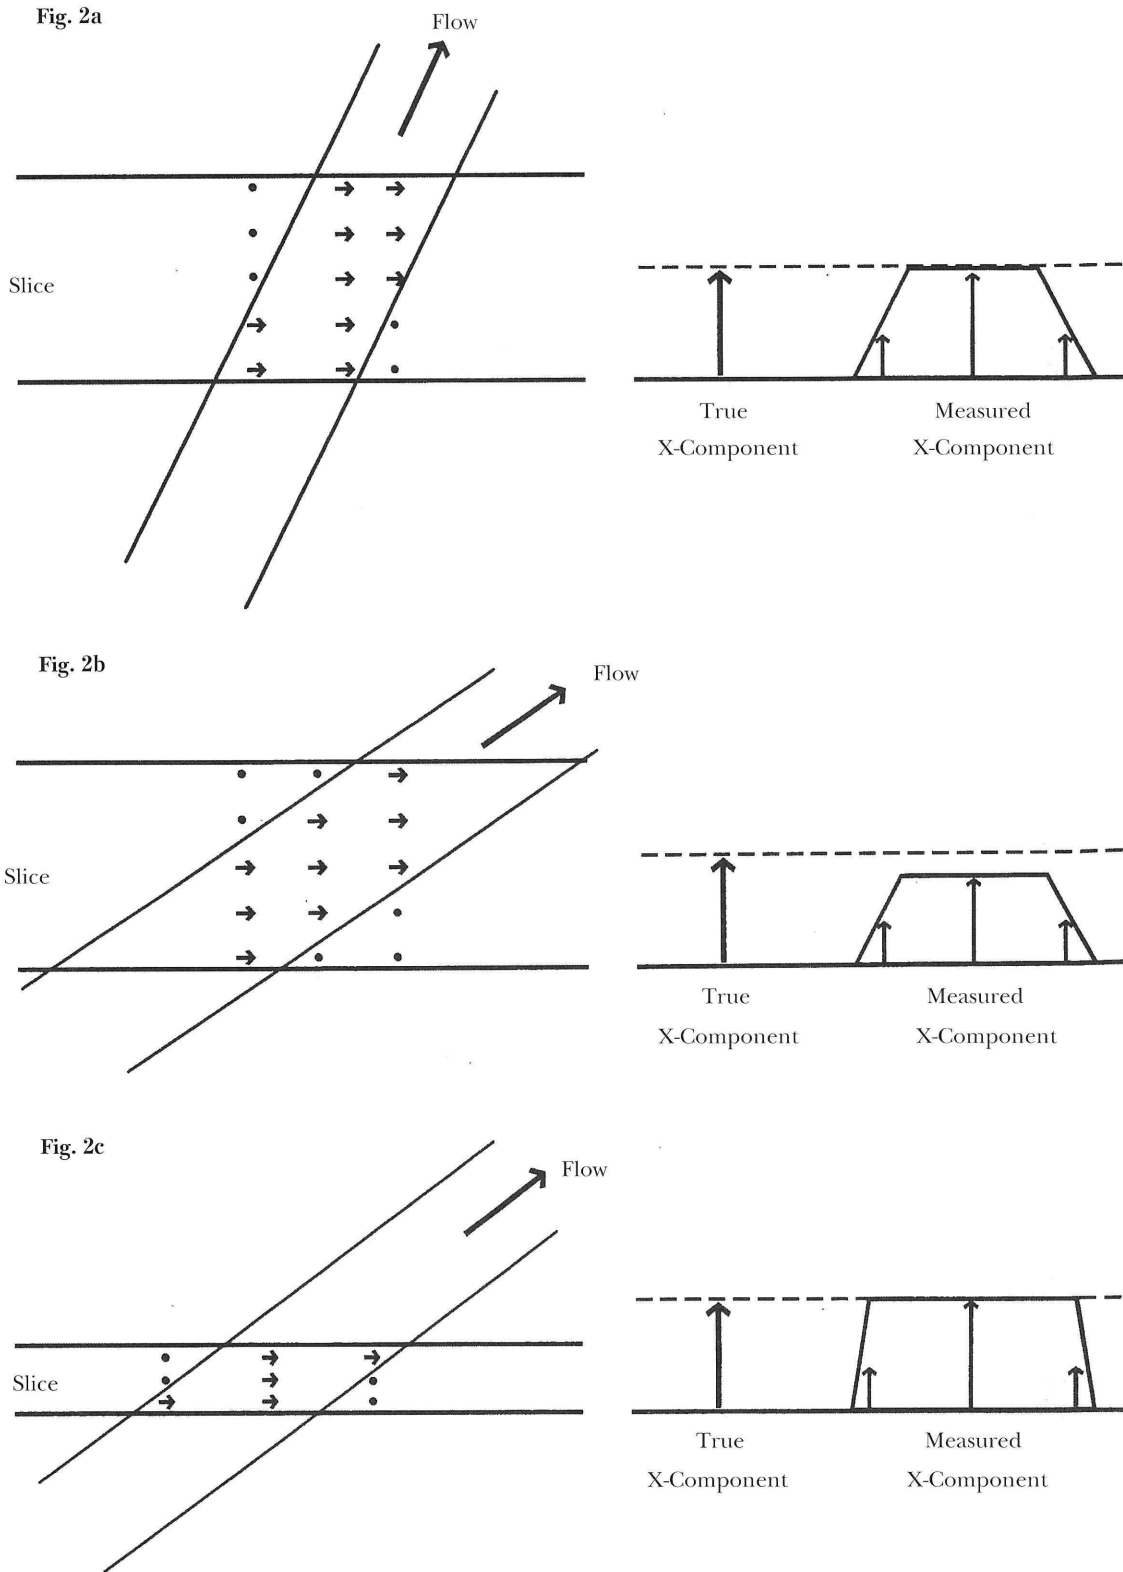 Fig. 2a
Flow
Slice
True
X-Component
Measured
X-Component
Fig. 2b
Flow
Slice
True
X-Component
Measured
X-Component
Fig. 2c
Flow
Slice
True
X-Component
Measured
X-Component